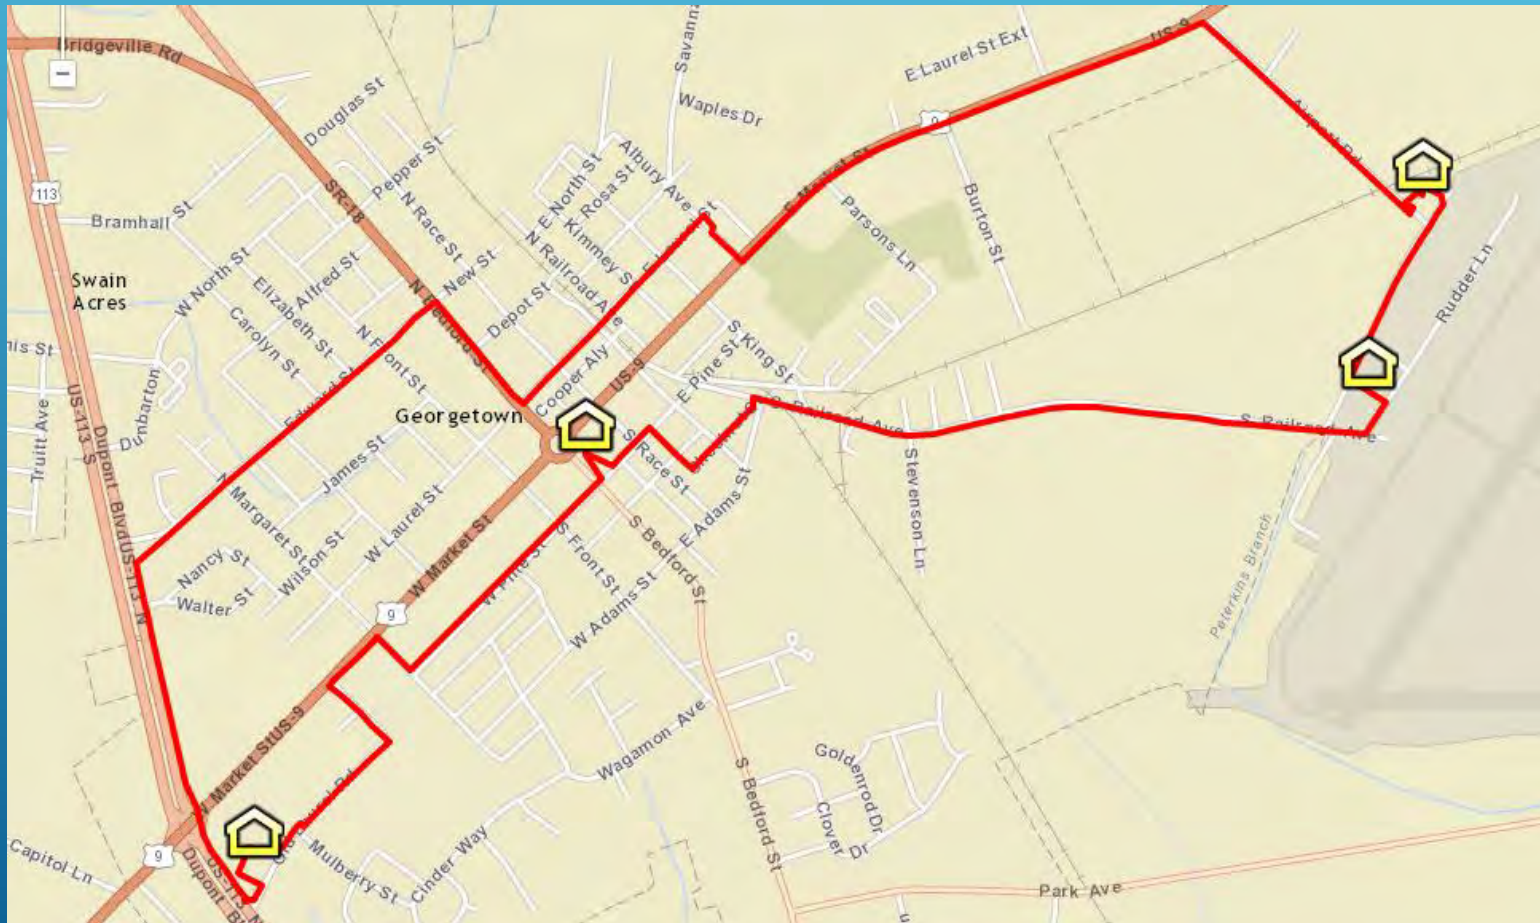 Bridgeville Rd
US-9
E Laurel St Ext
Savanna
Waples Dr
Douglas St
Albury Ave
Airport Rd
9
Pepper St
E North St
Rosa St
E Market St
113
SR-18
N Race St
Kimmey S
Burton St
Parsons Ln
Bramhall St
N Railroad Ave
W North St
Alfred St
New St
Rudder Ln
Swain
Acres
Elizabeth St
N Bedford St
Depot St
Carolyn St
N Front St
S King St
nis St
Cooper Aly
US-9
E Pine St
Edward St
Dunbarton
Truitt Ave
US-113 S
Georgetown
S Railroad Ave
S Railroad Ave
Dupont Blvd
US-113 N
James St
S Race St
N Margaret St
W Laurel St
E Adams St
Stevenson Ln
Wilson St
W Market St
S Front St
S Bedford St
Nancy St
Walter St
W Pine St
W Adams St
Peterkins Branch
9
W Market St
US-9
Wagamon Ave
S Bedford St
Goldenrod Dr
Clover Dr
9
Capitol Ln
Mulberry St
Cinder Way
Park Ave
US-113 N